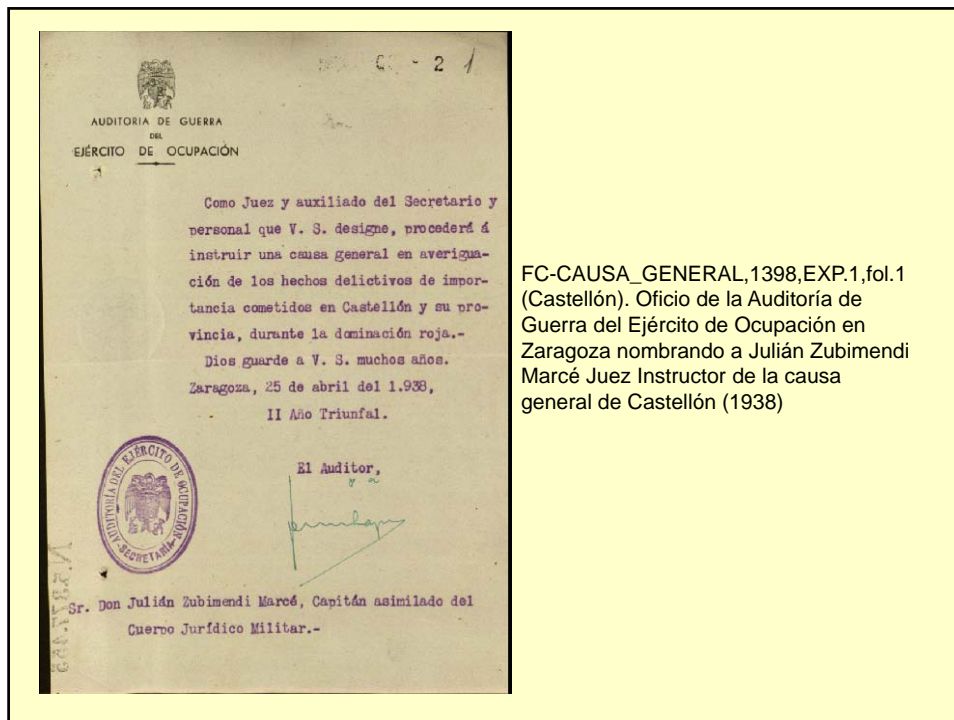 - 2 1
AUDITORIA DE GUERRA
DEL
EJÉRCITO DE OCUPACIÓN
Como Juez y auxiliado del Secretario y
personal que V. S. designe, procederá á
instruir una causa general en averigua-
ción de los hechos delictivos de impor-
tancia cometidos en Castellón y su pro-
vincia, durante la dominación roja.-
Dios guarde a V. S. muchos años.
Zaragoza, 25 de abril del 1.938,
II Año Triunfal.
El Auditor,
AUDITORÍA DEL EJÉRCITO DE OCUPACIÓN
SECRETARÍA
Sr. Don Julián Zubimendi Marcé, Capitán asimilado del
Cuerpo Jurídico Militar.-
FC-CAUSA_GENERAL,1398,EXP.1,fol.1
(Castellón). Oficio de la Auditoría de
Guerra del Ejército de Ocupación en
Zaragoza nombrando a Julián Zubimendi
Marcé Juez Instructor de la causa
general de Castellón (1938)